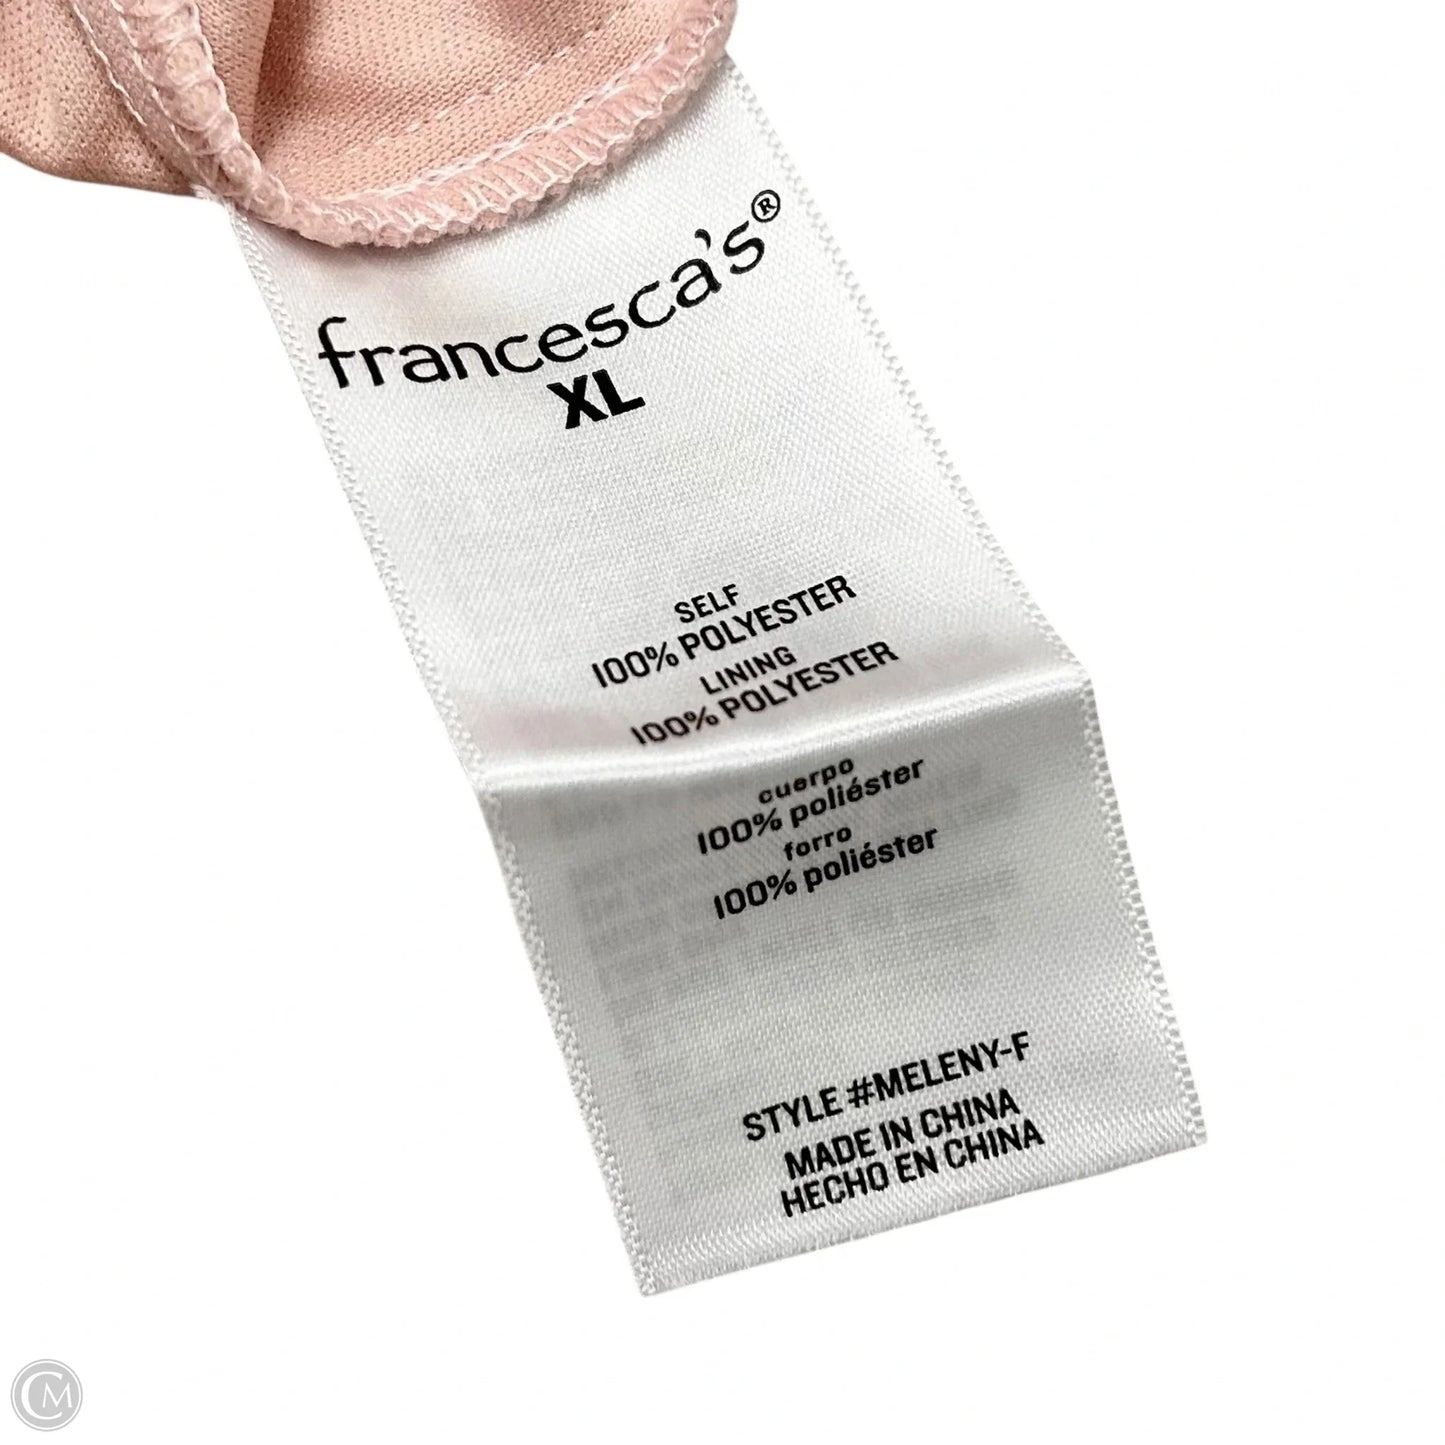 francesca's®
XL
SELF
100% POLYESTER
LINING
100% POLYESTER
cuerpo
100% poliéster
forro
100% poliéster
STYLE #MELENY-F
MADE IN CHINA
HECHO EN CHINA
CM